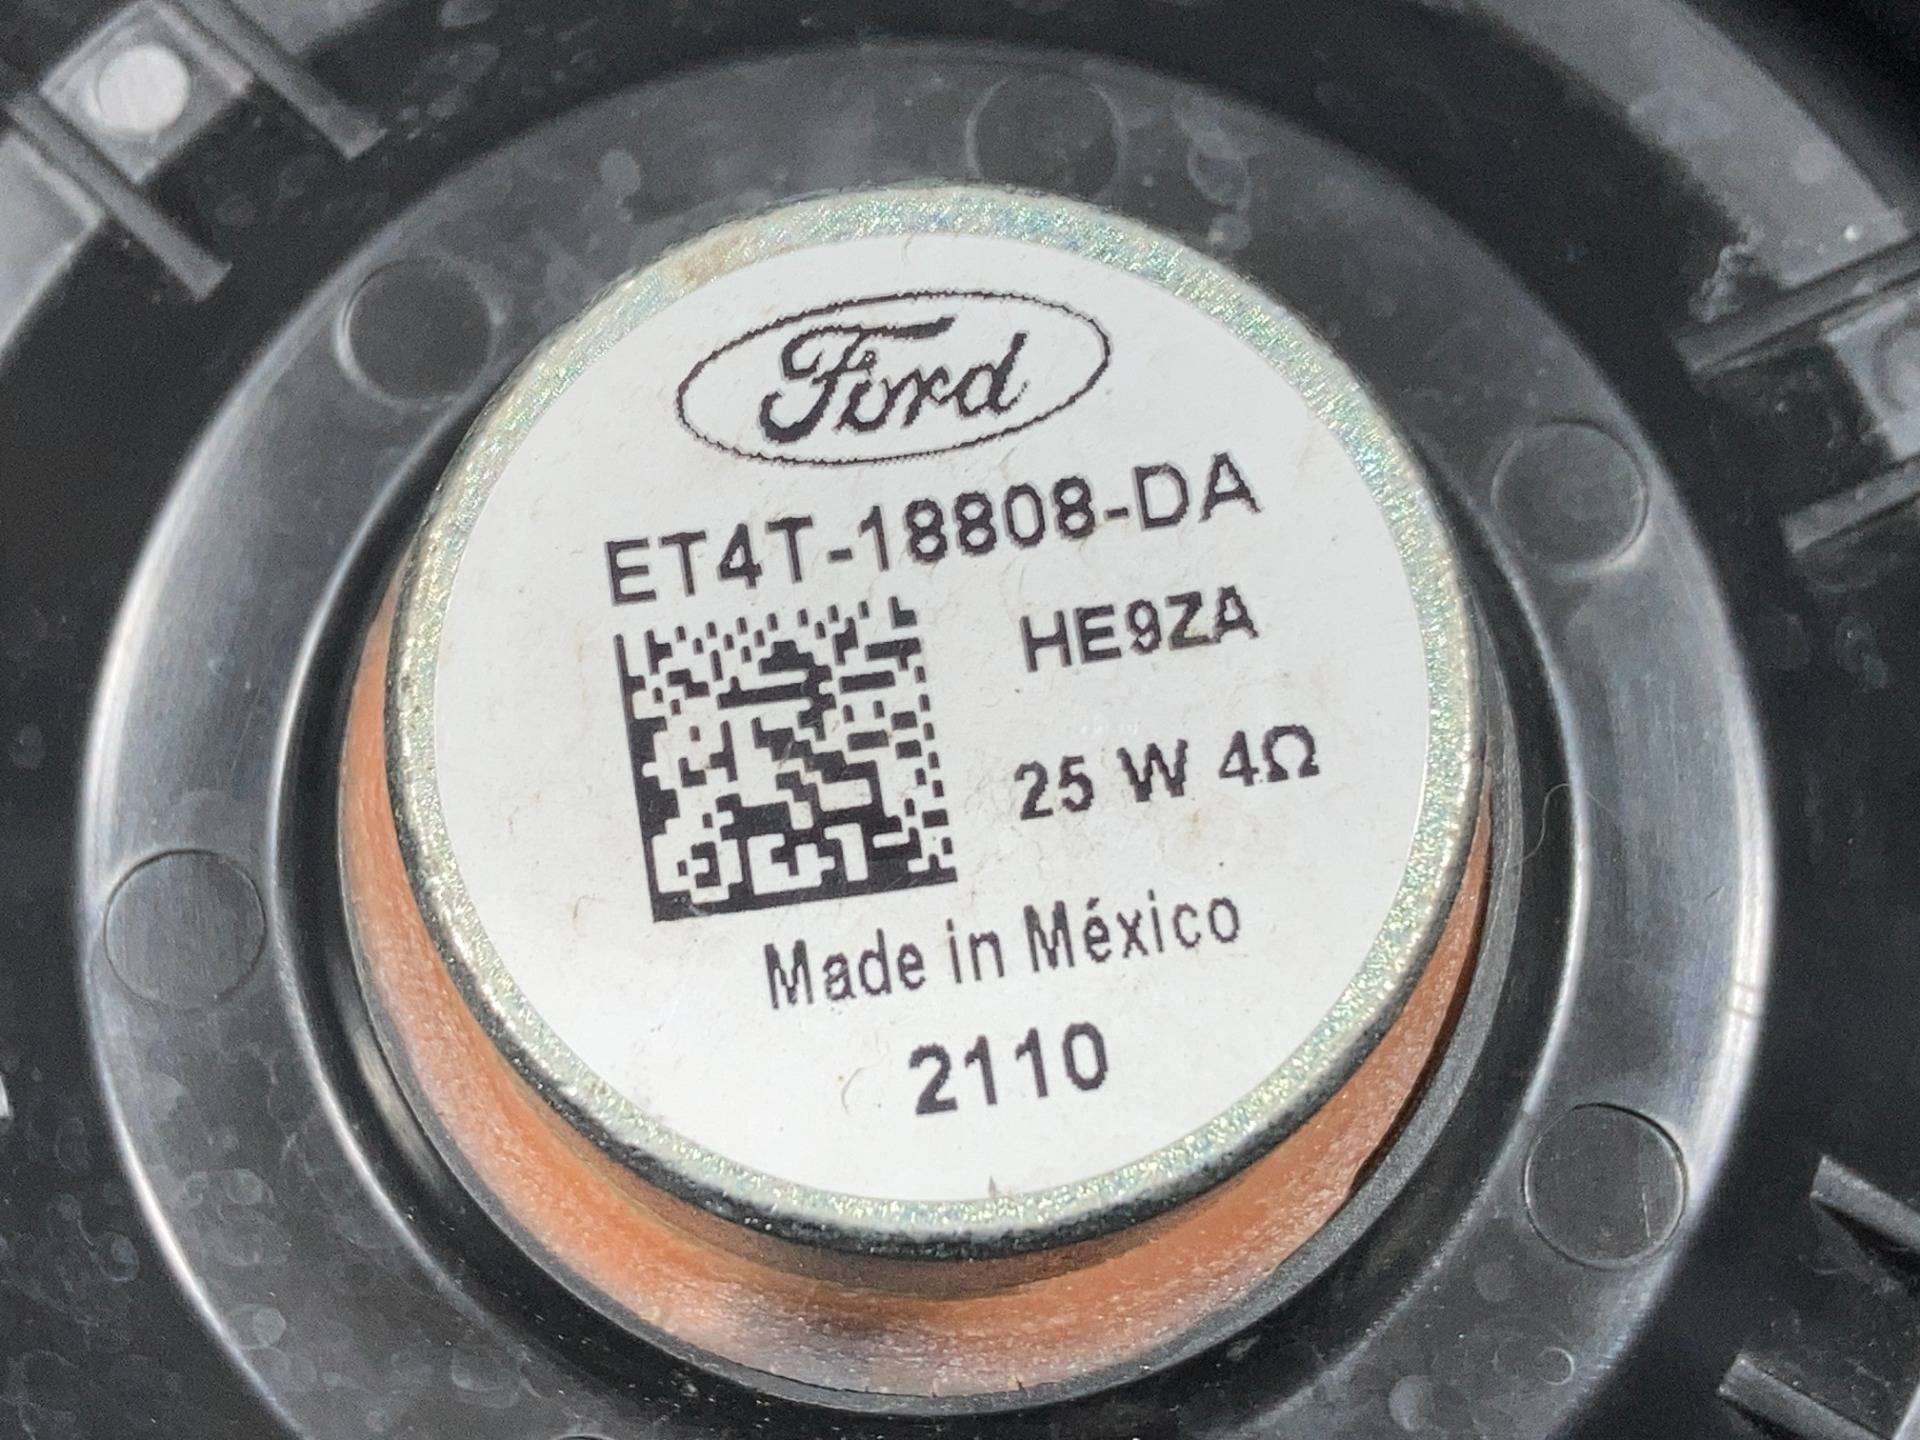 Ford
ET4T-18808-DA
HE9ZA
25 W 4Ω
Made in México
2110